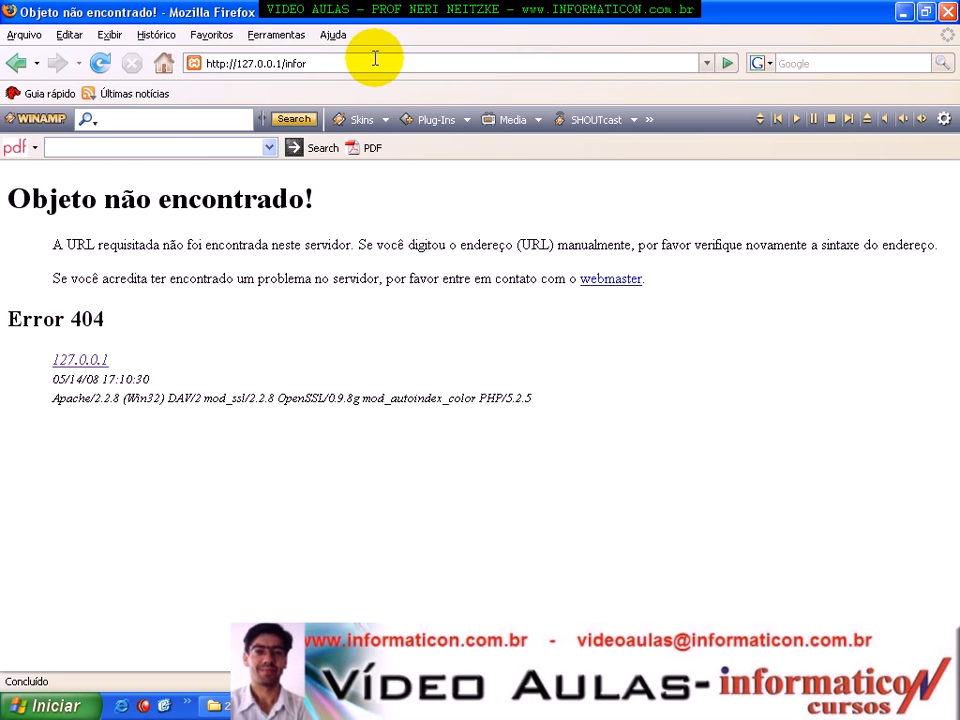 Objeto não encontrado! - Mozilla Firefox
VIDEO AULAS - PROF NERI NEITZKE - www.INFORMATICON.com.br
Arquivo Editar Exibir Histórico Favoritos Ferramentas Ajuda
http://127.0.0.1/infor
G Google
Guia rápido Últimas notícias
WINAMP Search Skins Plug-Ins Media SHOUTcast »
pdf Search PDF
Objeto não encontrado!
A URL requisitada não foi encontrada neste servidor. Se você digitou o endereço (URL) manualmente, por favor verifique novamente a sintaxe do endereço.
Se você acredita ter encontrado um problema no servidor, por favor entre em contato com o webmaster.
Error 404
127.0.0.1
05/14/08 17:10:30
Apache/2.2.8 (Win32) DAV/2 mod_ssl/2.2.8 OpenSSL/0.9.8g mod_autoindex_color PHP/5.2.5
www.informaticon.com.br - videoaulas@informaticon.com.br
Concluído
VÍDEO AULAS- informaticon
cursos
Iniciar » 2